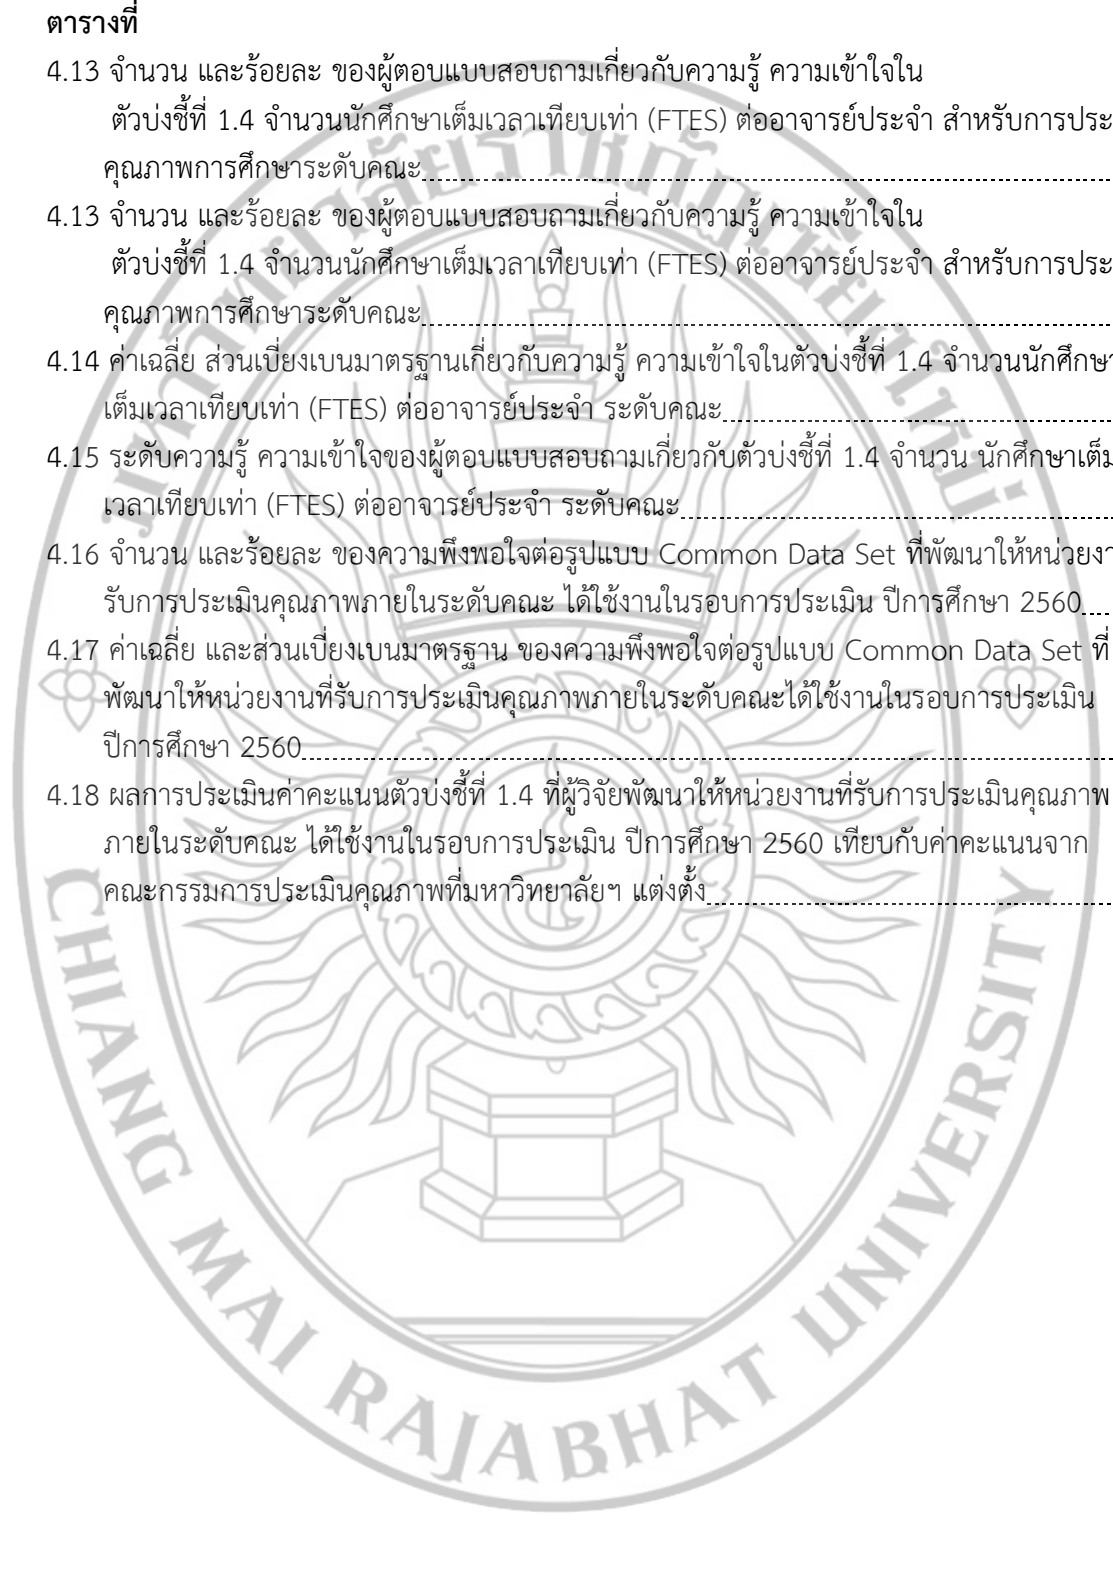 ตารางที่
4.13 จำนวน และร้อยละ ของผู้ตอบแบบสอบถามเกี่ยวกับความรู้ ความเข้าใจใน
ตัวบ่งชี้ที่ 1.4 จำนวนนักศึกษาเต็มเวลาเทียบเท่า (FTES) ต่ออาจารย์ประจำ สำหรับการประ
คุณภาพการศึกษาระดับคณะ
4.13 จำนวน และร้อยละ ของผู้ตอบแบบสอบถามเกี่ยวกับความรู้ ความเข้าใจใน
ตัวบ่งชี้ที่ 1.4 จำนวนนักศึกษาเต็มเวลาเทียบเท่า (FTES) ต่ออาจารย์ประจำ สำหรับการประ
คุณภาพการศึกษาระดับคณะ
4.14 ค่าเฉลี่ย ส่วนเบี่ยงเบนมาตรฐานเกี่ยวกับความรู้ ความเข้าใจในตัวบ่งชี้ที่ 1.4 จำนวนนักศึกษา
เต็มเวลาเทียบเท่า (FTES) ต่ออาจารย์ประจำ ระดับคณะ
4.15 ระดับความรู้ ความเข้าใจของผู้ตอบแบบสอบถามเกี่ยวกับตัวบ่งชี้ที่ 1.4 จำนวน นักศึกษาเต็ม
เวลาเทียบเท่า (FTES) ต่ออาจารย์ประจำ ระดับคณะ
4.16 จำนวน และร้อยละ ของความพึงพอใจต่อรูปแบบ Common Data Set ที่พัฒนาให้หน่วยงา
รับการประเมินคุณภาพภายในระดับคณะ ได้ใช้งานในรอบการประเมิน ปีการศึกษา 2560
4.17 ค่าเฉลี่ย และส่วนเบี่ยงเบนมาตรฐาน ของความพึงพอใจต่อรูปแบบ Common Data Set ที่
พัฒนาให้หน่วยงานที่รับการประเมินคุณภาพภายในระดับคณะได้ใช้งานในรอบการประเมิน
ปีการศึกษา 2560
4.18 ผลการประเมินค่าคะแนนตัวบ่งชี้ที่ 1.4 ที่ผู้วิจัยพัฒนาให้หน่วยงานที่รับการประเมินคุณภาพ
ภายในระดับคณะ ได้ใช้งานในรอบการประเมิน ปีการศึกษา 2560 เทียบกับค่าคะแนนจาก
คณะกรรมการประเมินคุณภาพที่มหาวิทยาลัยฯ แต่งตั้ง
มหาวิทยาลัยราชภัฏเชียงใหม่
CHIANG MAI RAJABHAT UNIVERSITY